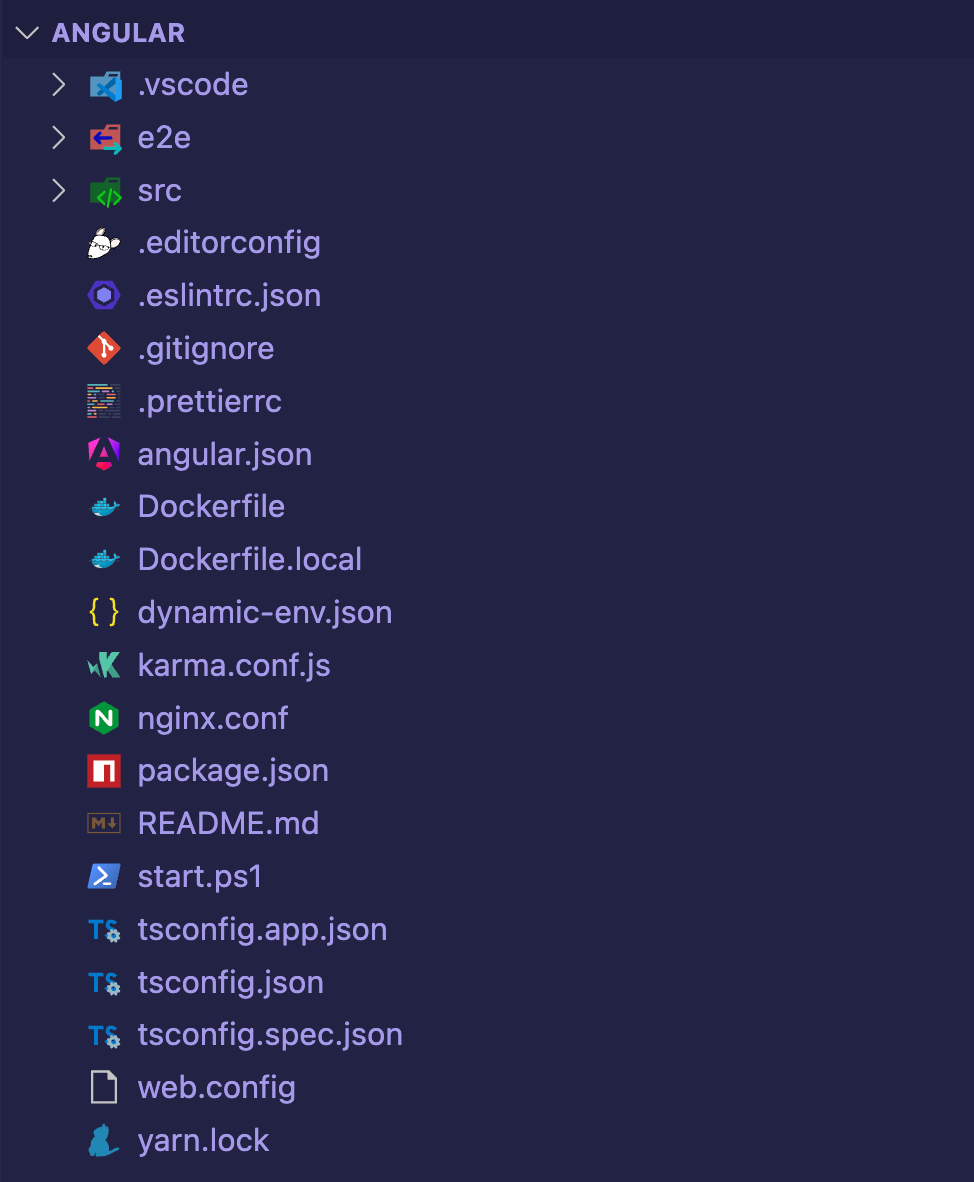 ANGULAR
.vscode
e2e
src
.editorconfig
.eslintrc.json
.gitignore
.prettierrc
angular.json
Dockerfile
Dockerfile.local
dynamic-env.json
karma.conf.js
nginx.conf
package.json
README.md
start.ps1
tsconfig.app.json
tsconfig.json
tsconfig.spec.json
web.config
yarn.lock